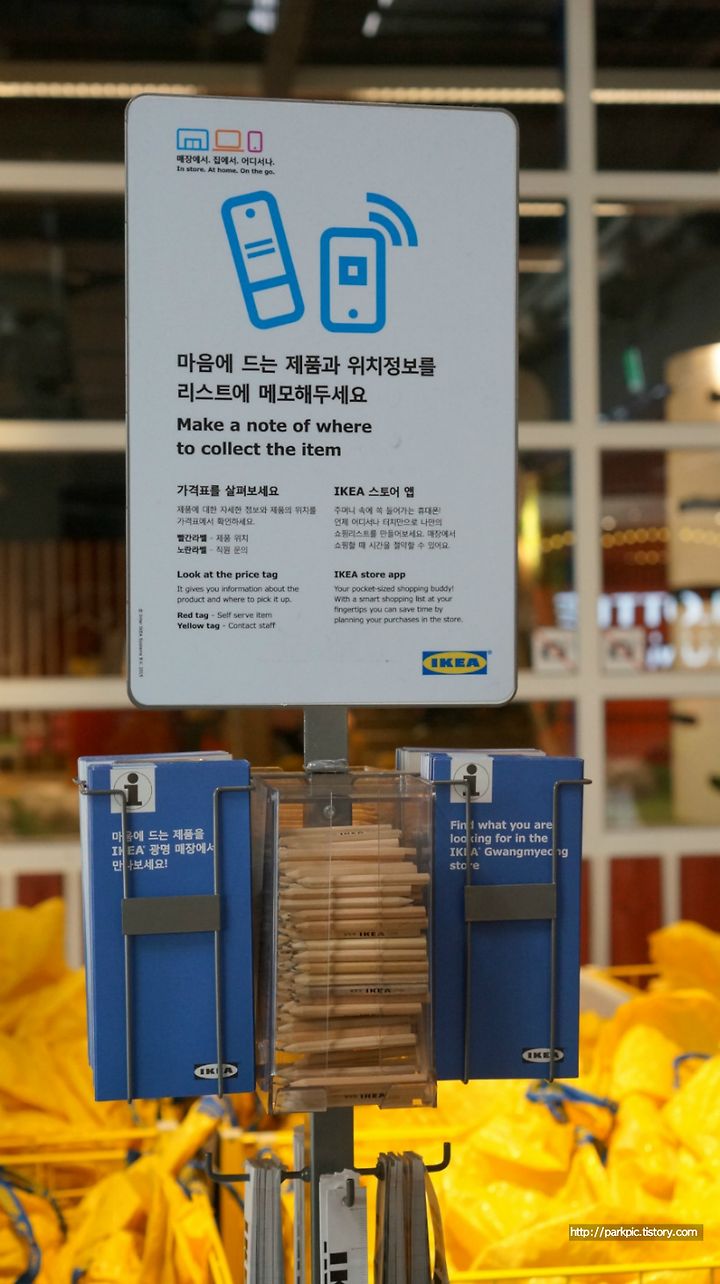 매장에서. 집에서. 어디서나.
In store. At home. On the go.
마음에 드는 제품과 위치정보를
리스트에 메모해두세요
Make a note of where
to collect the item
가격표를 살펴보세요
제품에 대한 자세한 정보와 제품의 위치를
가격표에서 확인하세요.
빨간라벨 - 제품 위치
노란라벨 - 직원 문의
Look at the price tag
It gives you information about the
product and where to pick it up.
Red tag - Self serve item
Yellow tag - Contact staff
IKEA 스토어 앱
주머니 속에 쏙 들어가는 휴대폰!
언제 어디서나 터치만으로 나만의
쇼핑리스트를 만들어보세요. 매장에서
쇼핑할 때 시간을 절약할 수 있어요.
IKEA store app
Your pocket-sized shopping buddy!
With a smart shopping list at your
fingertips you can save time by
planning your purchases in the store.
IKEA
마음에 드는 제품을
IKEA 광명 매장에서
만나보세요!
IKEA
IKEA
IKEA
IKEA
IKEA
Find what you are
looking for in the
IKEA Gwangmyeong
store
IKEA
http://parkpic.tistory.com